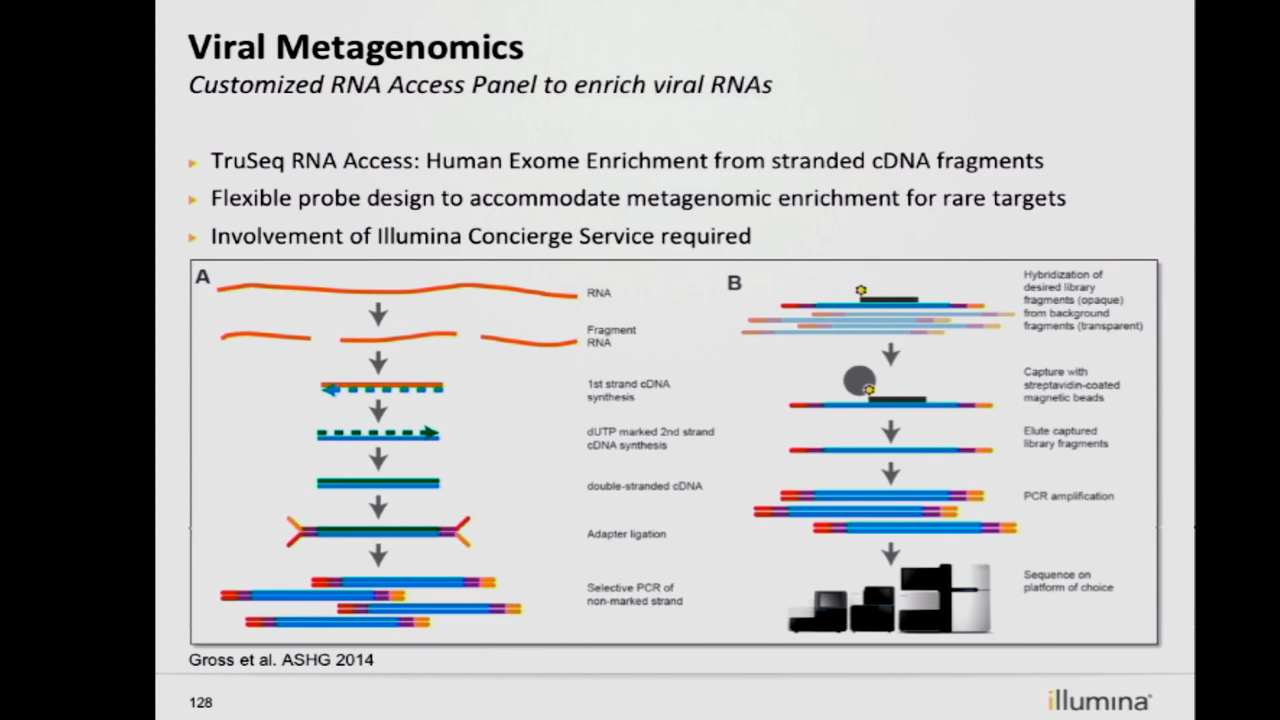 Viral Metagenomics
Customized RNA Access Panel to enrich viral RNAs
TruSeq RNA Access: Human Exome Enrichment from stranded cDNA fragments
Flexible probe design to accommodate metagenomic enrichment for rare targets
Involvement of Illumina Concierge Service required
A
RNA
Fragment
RNA
1st strand cDNA
synthesis
dUTP marked 2nd strand
cDNA synthesis
double-stranded cDNA
Adapter ligation
Selective PCR of
non-marked strand
B
Hybridization of
desired library
fragments (opaque)
from background
fragments (transparent)
Capture with
streptavidin-coated
magnetic beads
Elute captured
library fragments
PCR amplification
Sequence on
platform of choice
Gross et al. ASHG 2014
128
illumina